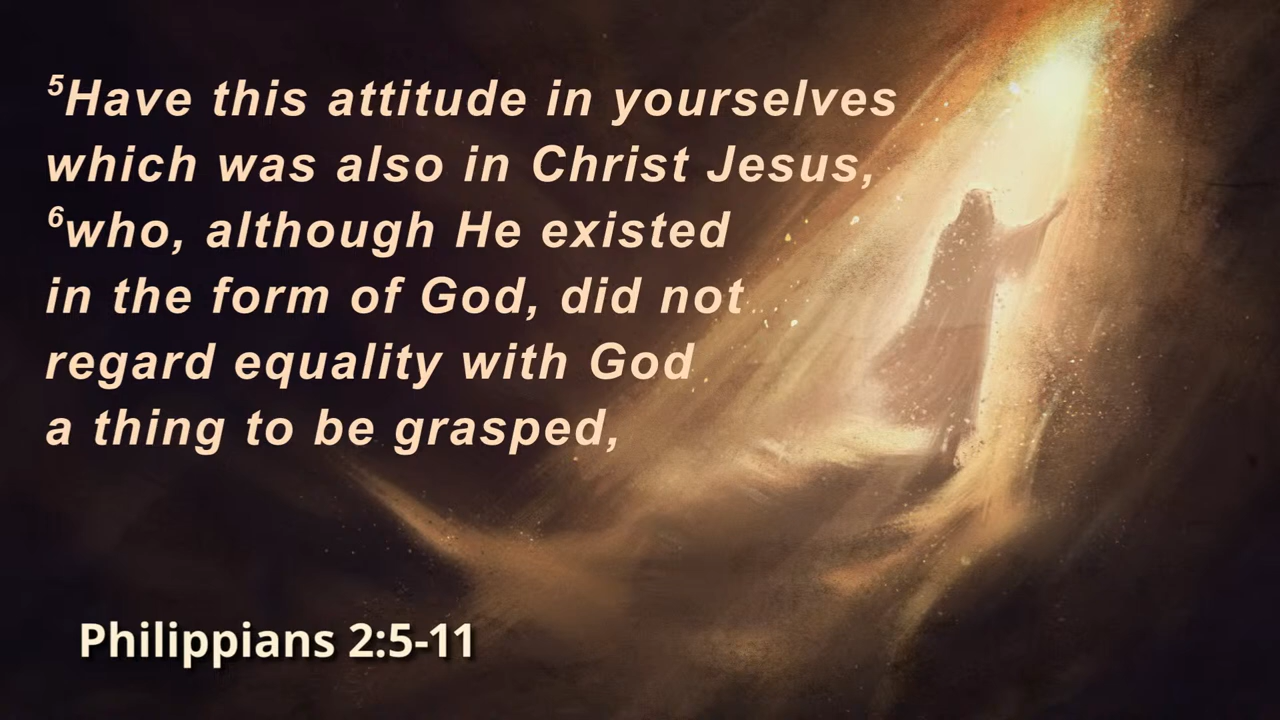 ⁵Have this attitude in yourselves
which was also in Christ Jesus,
⁶who, although He existed
in the form of God, did not
regard equality with God
a thing to be grasped,
Philippians 2:5-11